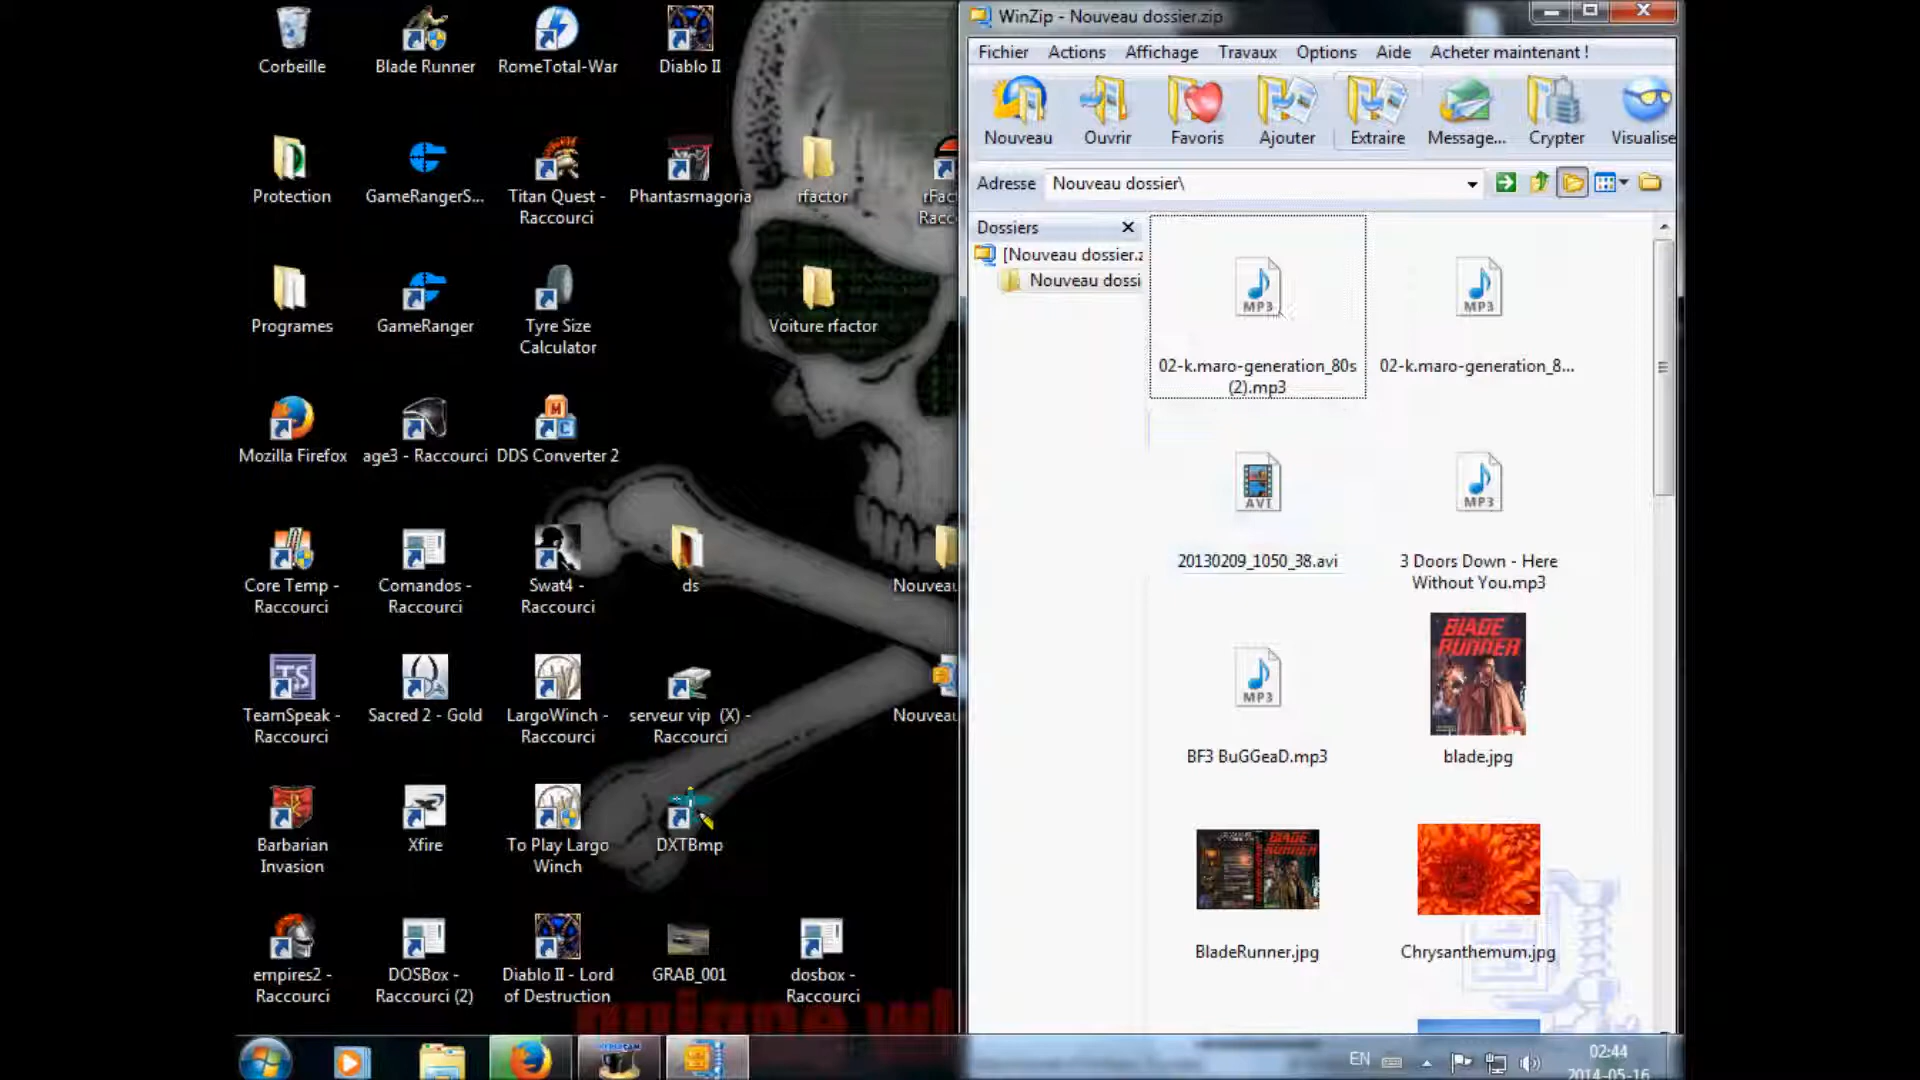 Corbeille
Blade Runner
RomeTotal-War
Diablo II
Protection
GameRangerS...
Titan Quest -
Raccourci
Phantasmagoria
rfactor
rFact
Racco
Programes
GameRanger
Tyre Size
Calculator
Voiture rfactor
Mozilla Firefox
age3 - Raccourci
DDS Converter 2
Core Temp -
Raccourci
Comandos -
Raccourci
Swat4 -
Raccourci
ds
Nouveau
TeamSpeak -
Raccourci
Sacred 2 - Gold
LargoWinch -
Raccourci
serveur vip (X) -
Raccourci
Nouveau
Barbarian
Invasion
Xfire
To Play Largo
Winch
DXTBmp
empires2 -
Raccourci
DOSBox -
Raccourci (2)
Diablo II - Lord
of Destruction
GRAB_001
dosbox -
Raccourci
WinZip - Nouveau dossier.zip
Fichier Actions Affichage Travaux Options Aide Acheter maintenant !
Nouveau Ouvrir Favoris Ajouter Extraire Message... Crypter Visualise
Adresse Nouveau dossier\
Dossiers
[Nouveau dossier.z
Nouveau dossi
MP3
02-k.maro-generation_80s
(2).mp3
MP3
02-k.maro-generation_8...
AVI
20130209_1050_38.avi
MP3
3 Doors Down - Here
Without You.mp3
MP3
BF3 BuGGeaD.mp3
BLADE
RUNNER
blade.jpg
BLADE
RUNNER
BladeRunner.jpg
Chrysanthemum.jpg
EN
02:44
2014-05-16